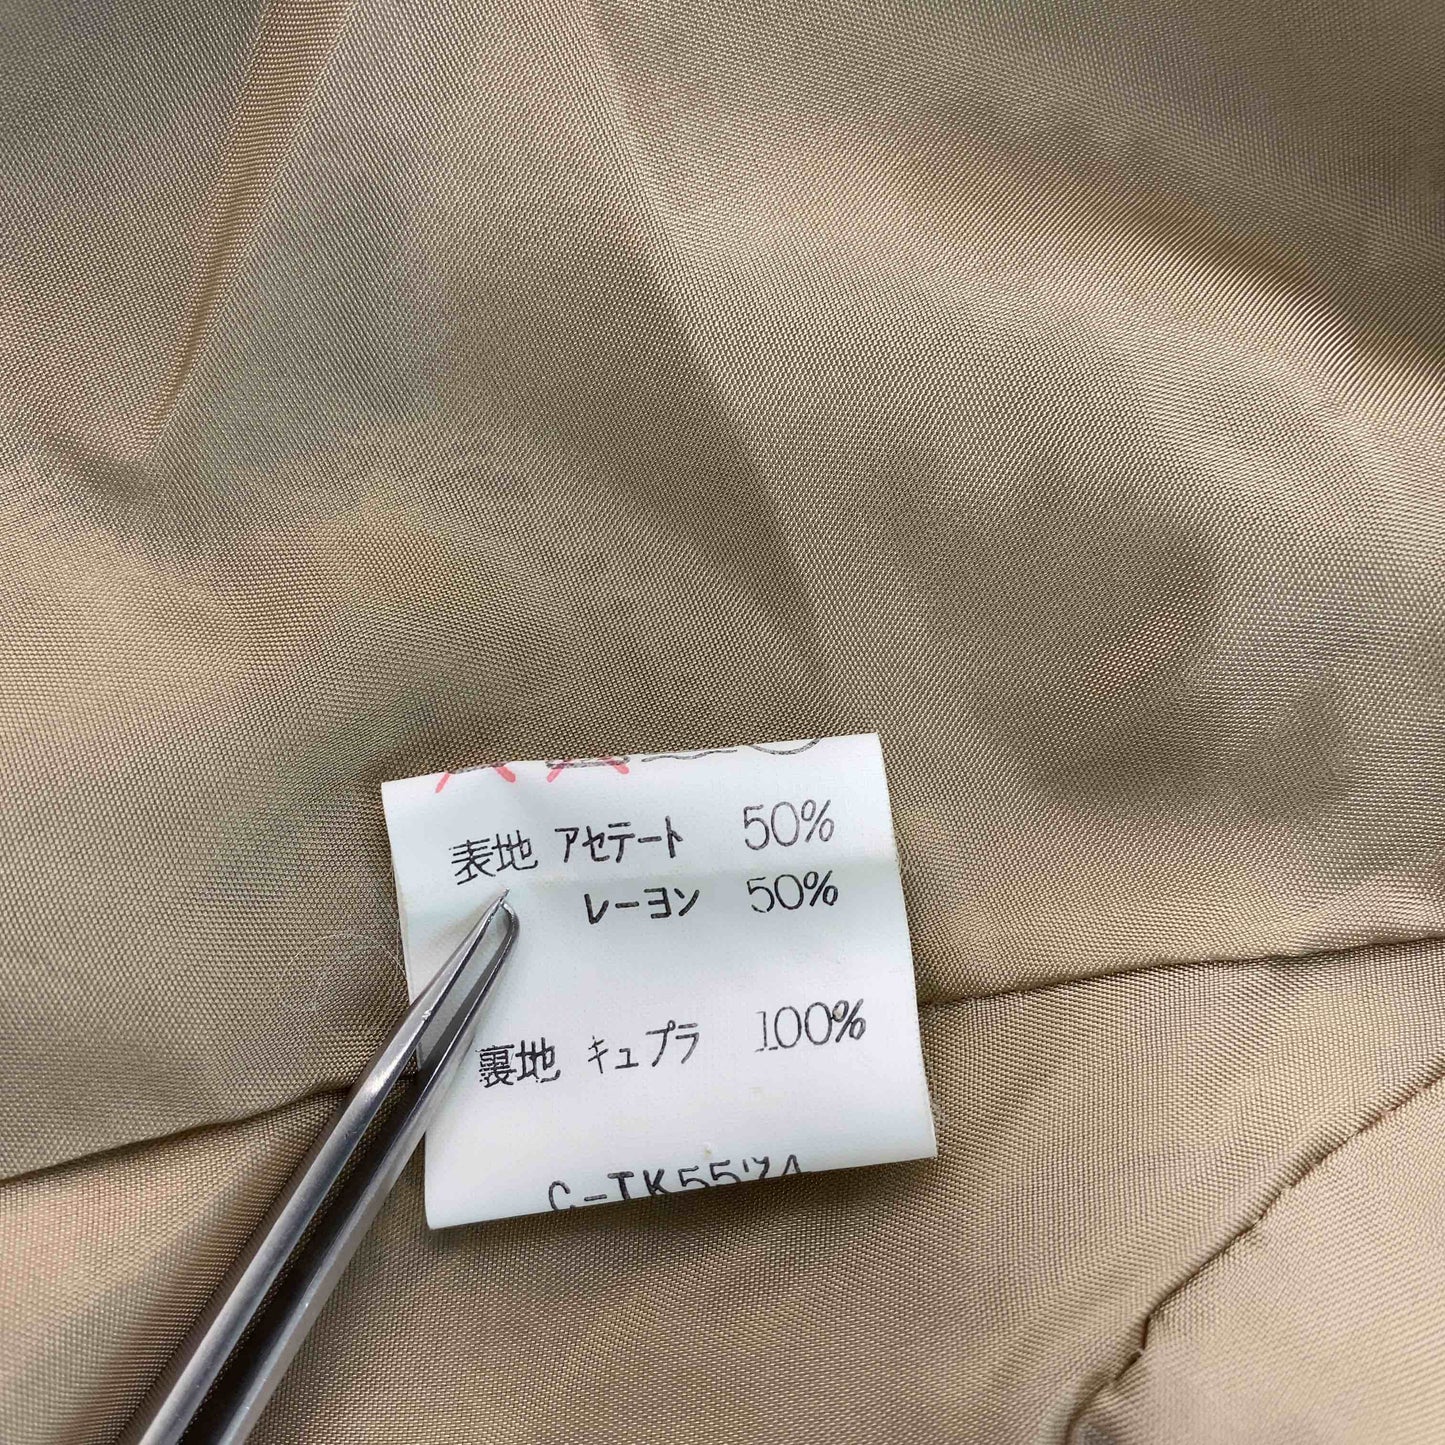 表地 アセテート 50%
レーヨン 50%
裏地 キュプラ 100%